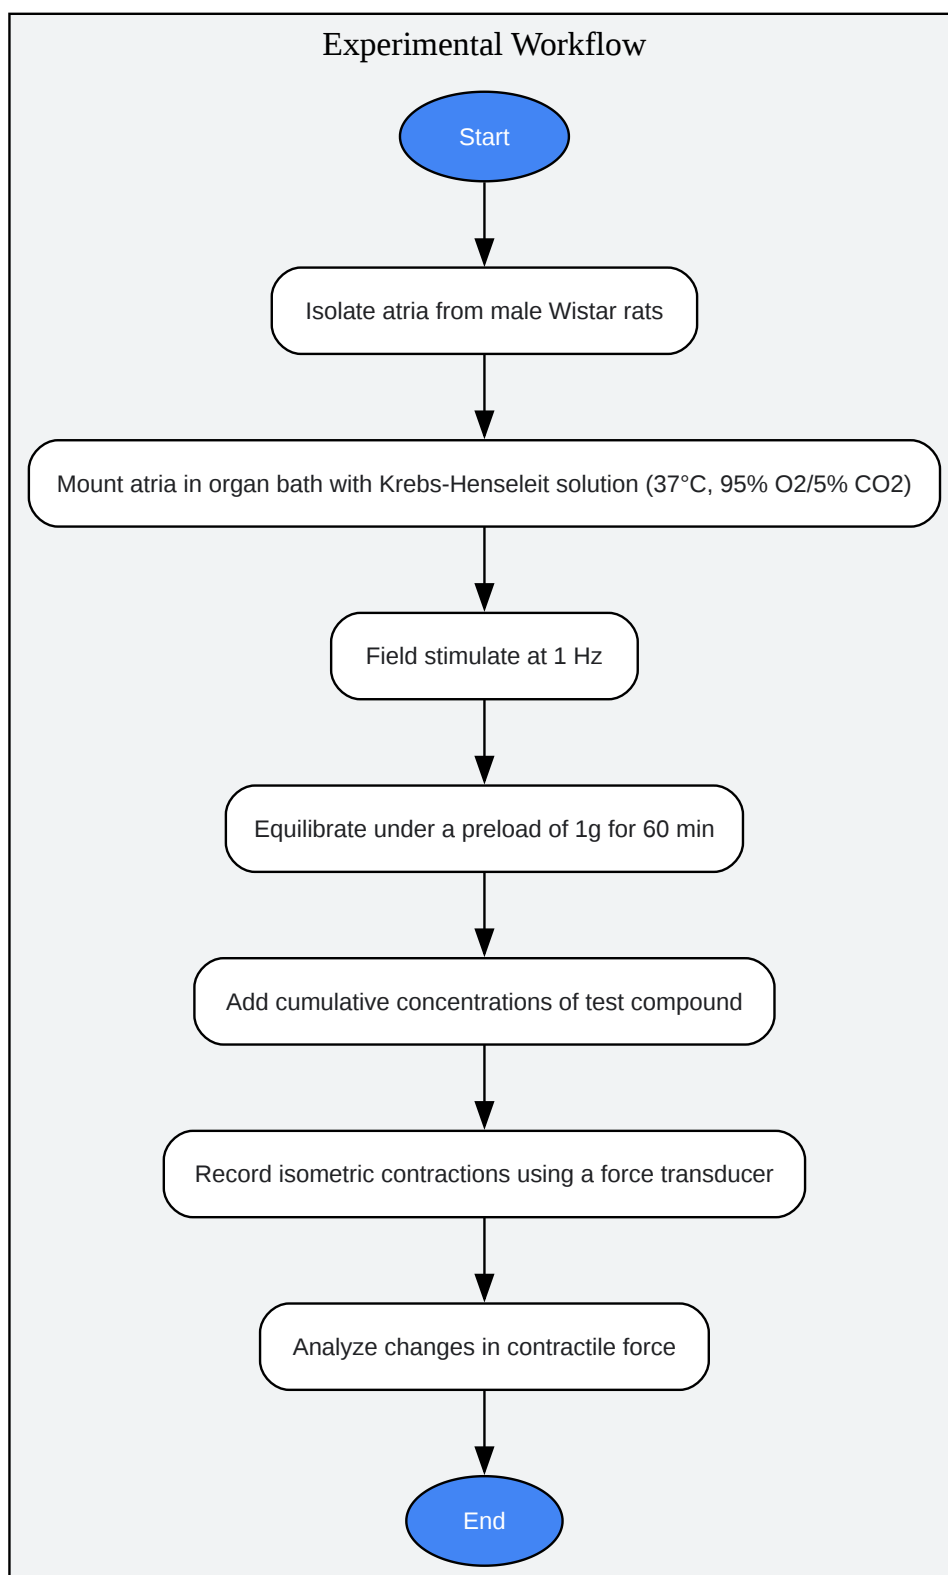 Experimental Workflow
Start
Isolate atria from male Wistar rats
Mount atria in organ bath with Krebs-Henseleit solution (37°C, 95% O2/5% CO2)
Field stimulate at 1 Hz
Equilibrate under a preload of 1g for 60 min
Add cumulative concentrations of test compound
Record isometric contractions using a force transducer
Analyze changes in contractile force
End